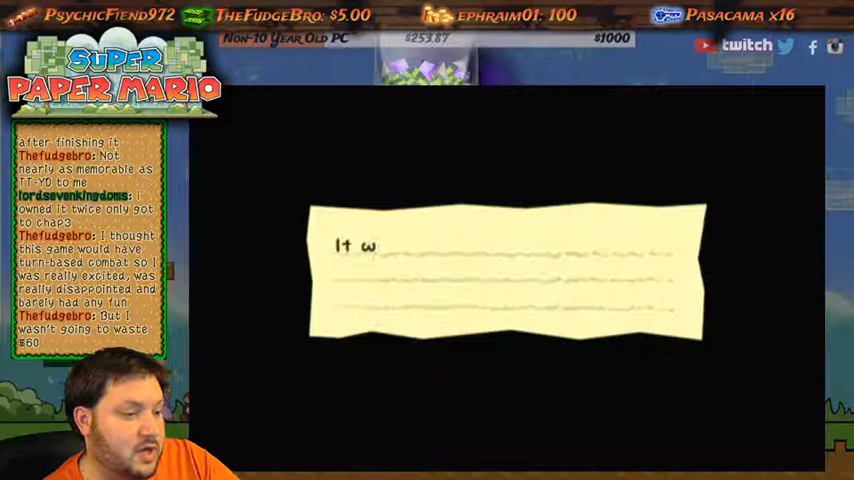 PsychicFiend972 TheFudgeBro: $5.00 ephraim01: 100 Pasacama x16
Non-10 Year Old PC $253.87 $1000
twitch
SUPER
PAPER MARIO
after finishing it
Thefudgebro: Not
nearly as memorable as
TT-YD to me
lordsevenkingdoms: i
owned it twice only got
to chap3
Thefudgebro: I thought
this game would have
turn-based combat so I
was really excited, was
really disappointed and
barely had any fun
Thefudgebro: But I
wasn't going to waste
$60
It w